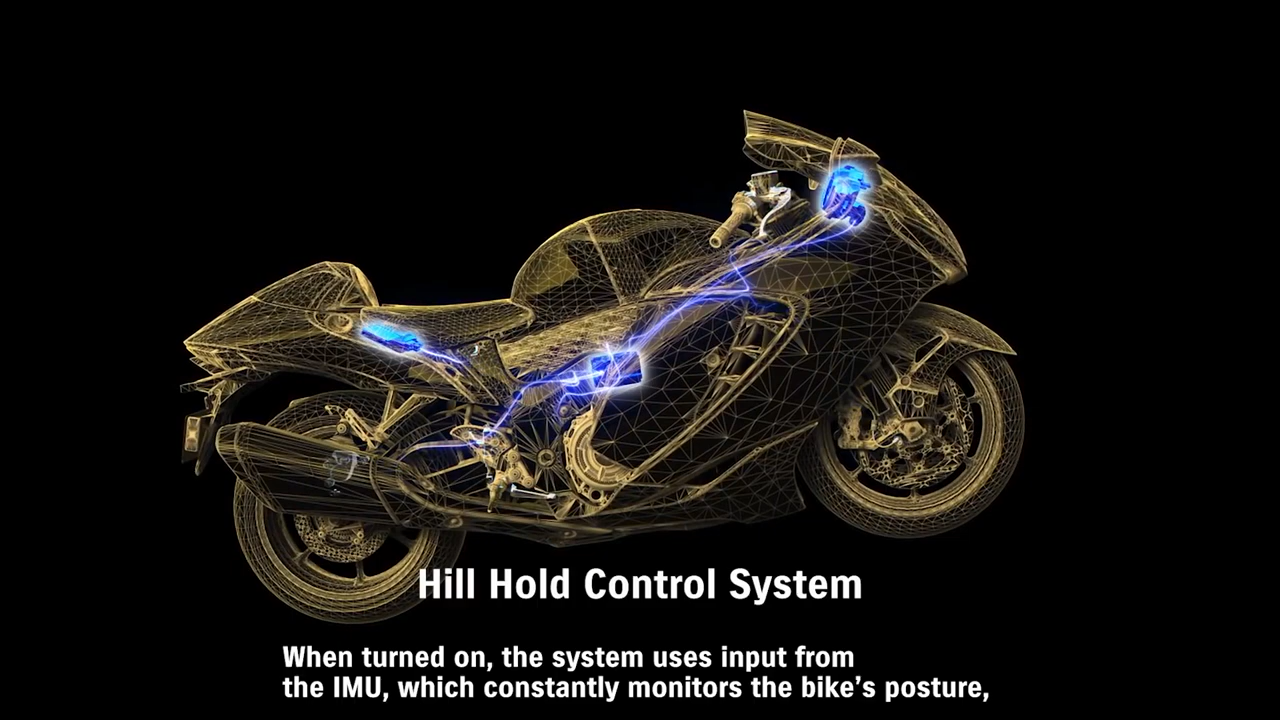 Hill Hold Control System
When turned on, the system uses input from
the IMU, which constantly monitors the bike’s posture,